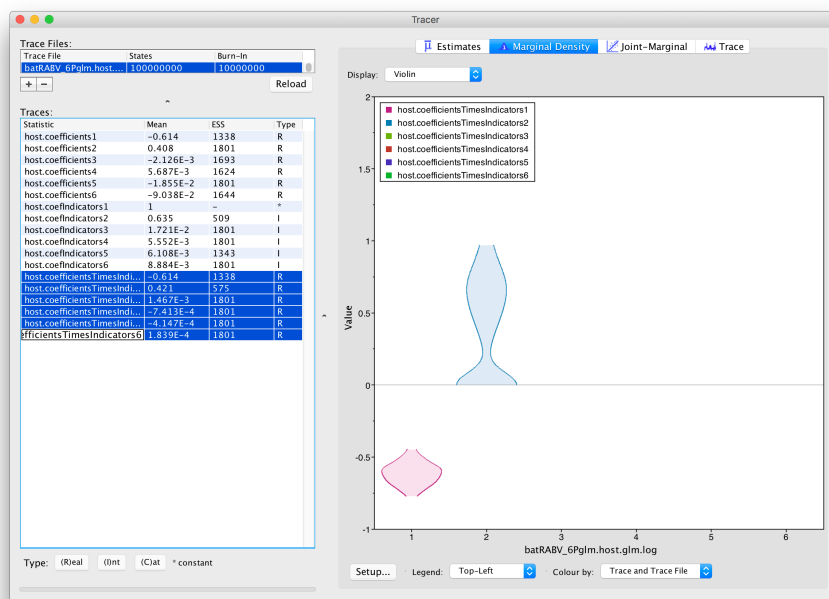 Tracer
Trace Files:
Trace File States Burn-In
batRABV_6Pglm.host.... 100000000 10000000
+ − Reload
Traces:
Statistic Mean ESS Type
host.coefficients1 −0.614 1338 R
host.coefficients2 0.408 1801 R
host.coefficients3 −2.126E−3 1693 R
host.coefficients4 5.687E−3 1624 R
host.coefficients5 −1.855E−2 1801 R
host.coefficients6 −9.038E−2 1644 R
host.coefIndicators1 1 – *
host.coefIndicators2 0.635 509 I
host.coefIndicators3 1.721E−2 1801 I
host.coefIndicators4 5.552E−3 1801 I
host.coefIndicators5 6.108E−3 1343 I
host.coefIndicators6 8.884E−3 1801 I
host.coefficientsTimesIndi... −0.614 1338 R
host.coefficientsTimesIndi... 0.421 575 R
host.coefficientsTimesIndi... 1.467E−3 1801 R
host.coefficientsTimesIndi... −7.413E−4 1801 R
host.coefficientsTimesIndi... −4.147E−4 1801 R
efficientsTimesIndicators6 1.839E−4 1801 R
Type: (R)eal (I)nt (C)at * constant
Estimates Marginal Density Joint-Marginal Trace
Display: Violin
host.coefficientsTimesIndicators1
host.coefficientsTimesIndicators2
host.coefficientsTimesIndicators3
host.coefficientsTimesIndicators4
host.coefficientsTimesIndicators5
host.coefficientsTimesIndicators6
2
1.5
1
0.5
0
-0.5
-1
Value
1 2 3 4 5 6
batRABV_6Pglm.host.glm.log
Setup... Legend: Top-Left Colour by: Trace and Trace File